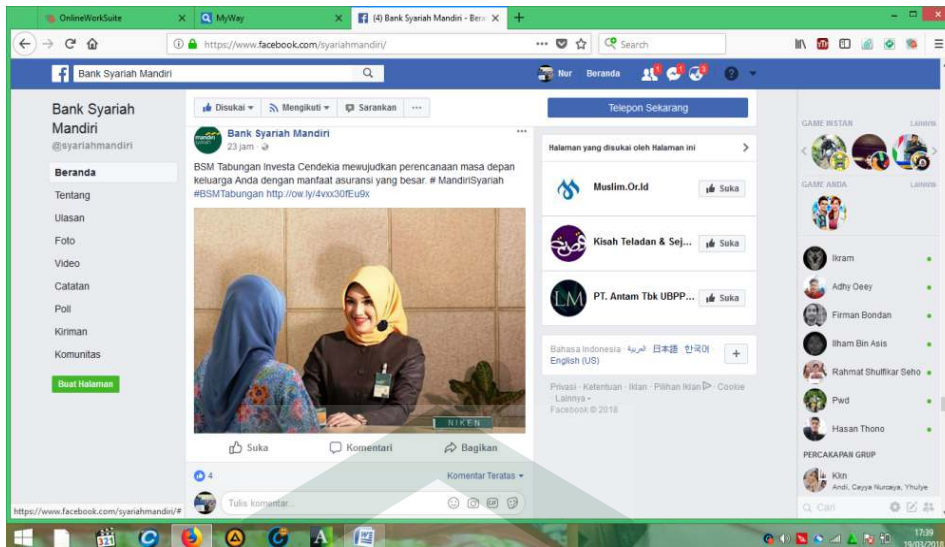 OnlineWorkSuite
MyWay
(4) Bank Syariah Mandiri - Ber
https://www.facebook.com/syariahmandiri/
Search
Bank Syariah Mandiri
Nur
Beranda
Bank Syariah
Mandiri
@syariahmandiri
Beranda
Tentang
Ulasan
Foto
Video
Catatan
Poll
Kiriman
Komunitas
Buat Halaman
Disukai
Mengikuti
Sarankan
Bank Syariah Mandiri
23 jam
BSM Tabungan Investa Cendekia mewujudkan perencanaan masa depan
keluarga Anda dengan manfaat asuransi yang besar. # MandiriSyariah
#BSMTabungan http://ow.ly/4vxx30fEu9x
NIKEN
Suka
Komentari
Bagikan
4
Komentar Teratas
Tulis komentar...
Telepon Sekarang
Halaman yang disukai oleh Halaman ini
Muslim.Or.Id
Suka
Kisah Teladan & Sej...
Suka
LM
PT. Antam Tbk UBPP...
Suka
Bahasa Indonesia · العربية · 日本語 · 한국어 ·
English (US)
Privasi · Ketentuan · Iklan · Pilihan Iklan · Cookie
· Lainnya
Facebook © 2018
GAME INSTAN
GAME ANDA
Ikram
Adhy Oeey
Firman Bondan
Ilham Bin Asis
Rahmat Shulfikar Seho
Pwd
Hasan Thono
PERCAKAPAN GRUP
Kkn
Andi, Cayya Nurcaya, Yhulye
Cari
https://www.facebook.com/syariahmandiri/#
17:39
19/03/2018